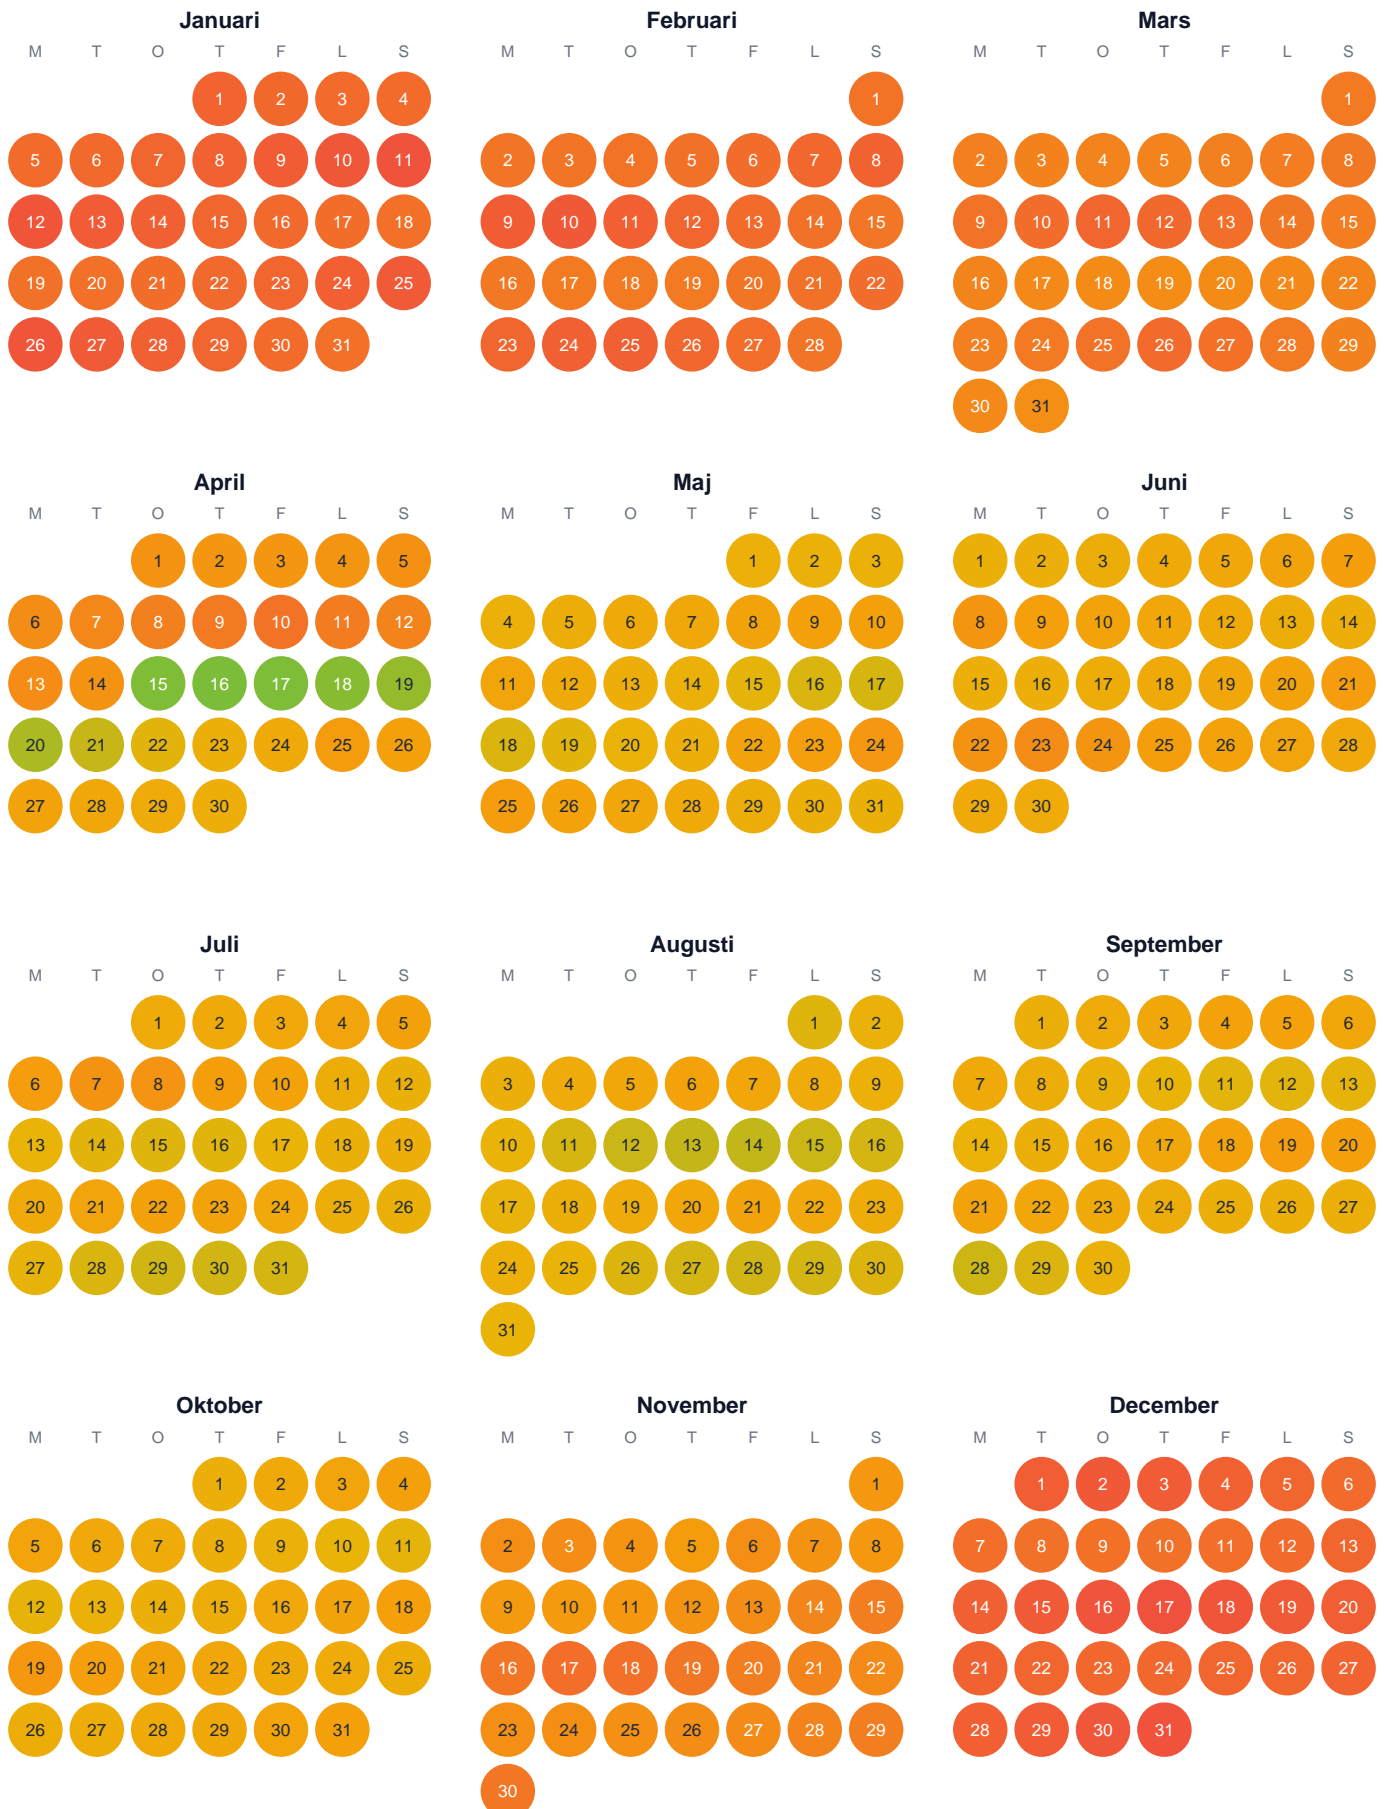 Januari Februari Mars
M T O T F L S M T O T F L S M T O T F L S
1 2 3 4 1 1
5 6 7 8 9 10 11 2 3 4 5 6 7 8 2 3 4 5 6 7 8
12 13 14 15 16 17 18 9 10 11 12 13 14 15 9 10 11 12 13 14 15
19 20 21 22 23 24 25 16 17 18 19 20 21 22 16 17 18 19 20 21 22
26 27 28 29 30 31 23 24 25 26 27 28 23 24 25 26 27 28 29
30 31
April Maj Juni
M T O T F L S M T O T F L S M T O T F L S
1 2 3 4 5 1 2 3 1 2 3 4 5 6 7
6 7 8 9 10 11 12 4 5 6 7 8 9 10 8 9 10 11 12 13 14
13 14 15 16 17 18 19 11 12 13 14 15 16 17 15 16 17 18 19 20 21
20 21 22 23 24 25 26 18 19 20 21 22 23 24 22 23 24 25 26 27 28
27 28 29 30 25 26 27 28 29 30 31 29 30
Juli Augusti September
M T O T F L S M T O T F L S M T O T F L S
1 2 3 4 5 1 2 1 2 3 4 5 6
6 7 8 9 10 11 12 3 4 5 6 7 8 9 7 8 9 10 11 12 13
13 14 15 16 17 18 19 10 11 12 13 14 15 16 14 15 16 17 18 19 20
20 21 22 23 24 25 26 17 18 19 20 21 22 23 21 22 23 24 25 26 27
27 28 29 30 31 24 25 26 27 28 29 30 28 29 30
31
Oktober November December
M T O T F L S M T O T F L S M T O T F L S
1 2 3 4 1 1 2 3 4 5 6
5 6 7 8 9 10 11 2 3 4 5 6 7 8 7 8 9 10 11 12 13
12 13 14 15 16 17 18 9 10 11 12 13 14 15 14 15 16 17 18 19 20
19 20 21 22 23 24 25 16 17 18 19 20 21 22 21 22 23 24 25 26 27
26 27 28 29 30 31 23 24 25 26 27 28 29 28 29 30 31
30